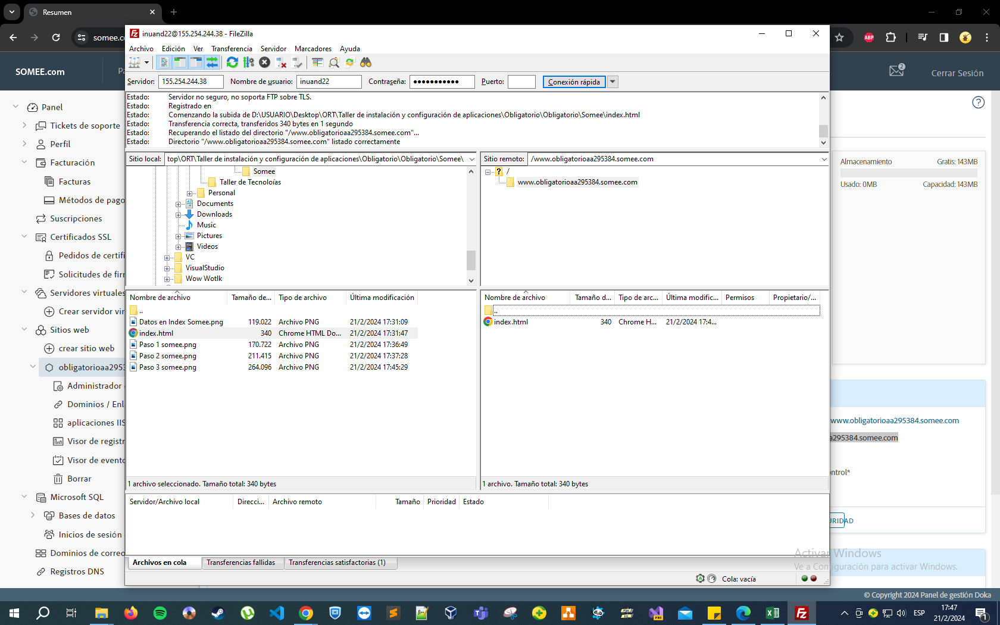 Resumen
somee.c
inuand22@155.254.244.38 - FileZilla
Archivo Edición Ver Transferencia Servidor Marcadores Ayuda
Servidor: 155.254.244.38 Nombre de usuario: inuand22 Contraseña: ●●●●●●●●●●● Puerto: Conexión rápida
Estado: Servidor no seguro, no soporta FTP sobre TLS.
Estado: Registrado en
Estado: Comenzando la subida de D:\USUARIO\Desktop\ORT\Taller de instalación y configuración de aplicaciones\Obligatorio\Obligatorio\Somee\index.html
Estado: Transferencia correcta, transferidos 340 bytes en 1 segundo
Estado: Recuperando el listado del directorio "/www.obligatorioaa295384.somee.com"...
Estado: Directorio "/www.obligatorioaa295384.somee.com" listado correctamente
Sitio local: top\ORT\Taller de instalación y configuración de aplicaciones\Obligatorio\Obligatorio\Somee\
Somee
Taller de Tecnoloías
Personal
Documents
Downloads
Music
Pictures
Videos
VC
VisualStudio
Wow Wotlk
Sitio remoto: /www.obligatorioaa295384.somee.com
/
www.obligatorioaa295384.somee.com
Nombre de archivo Tamaño de... Tipo de archivo Última modificación
..
Datos en Index Somee.png 119.022 Archivo PNG 21/2/2024 17:31:09
index.html 340 Chrome HTML Do... 21/2/2024 17:31:47
Paso 1 somee.png 170.722 Archivo PNG 21/2/2024 17:36:49
Paso 2 somee.png 211.415 Archivo PNG 21/2/2024 17:37:28
Paso 3 somee.png 264.096 Archivo PNG 21/2/2024 17:45:29
1 archivo seleccionado. Tamaño total: 340 bytes
Nombre de archivo Tamaño d... Tipo de arc... Última modific... Permisos Propietario/...
..
index.html 340 Chrome H... 21/2/2024 17:4...
1 archivo. Tamaño total: 340 bytes
Servidor/Archivo local Direcci... Archivo remoto Tamaño Prioridad Estado
Archivos en cola Transferencias fallidas Transferencias satisfactorias (1)
Cola: vacía
SOMEE.com
Pa
2
Cerrar Sesión
Panel
Tickets de soporte
Perfil
Facturación
Facturas
Métodos de pago
Suscripciones
Certificados SSL
Pedidos de certifi
Solicitudes de firr
Servidores virtuales
Crear servidor vir
Sitios web
crear sitio web
obligatorioaa2953
Administrador
Dominios / Enl
aplicaciones IIS
Visor de registr
Visor de evento
Borrar
Microsoft SQL
Bases de datos
Inicios de sesión
Dominios de correo
Registros DNS
?
Almacenamiento Gratis: 143MB
Usado: 0MB Capacidad: 143MB
www.obligatorioaa295384.somee.com
a295384.somee.com
ontrol*
URIDAD
Activar Windows
Ve a Configuración para activar Windows.
© Copyright 2024 Panel de gestión Doka
ABP
ESP
17:47
21/2/2024
1